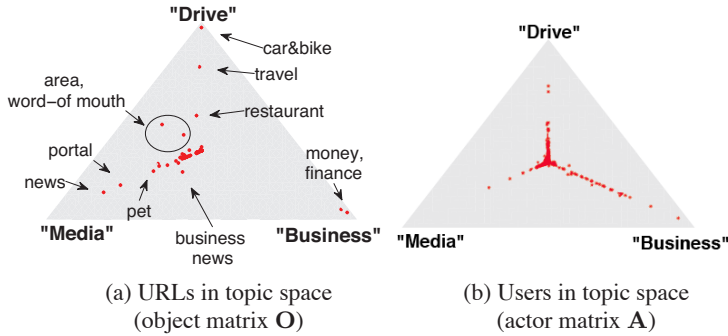 "Drive"
car&bike
travel
area,
word-of mouth
restaurant
portal
money,
finance
news
pet
"Media"
business
news
"Business"
(a) URLs in topic space
(object matrix O)
"Drive"
"Media"
"Business"
(b) Users in topic space
(actor matrix A)